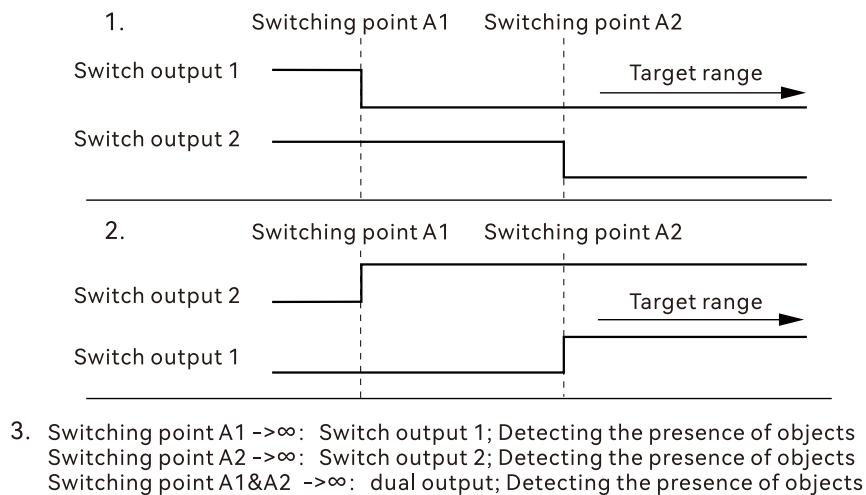 1.
Switching point A1 Switching point A2
Switch output 1
Target range
Switch output 2
2.
Switching point A1 Switching point A2
Switch output 2
Target range
Switch output 1
3. Switching point A1 ->∞: Switch output 1; Detecting the presence of objects
Switching point A2 ->∞: Switch output 2; Detecting the presence of objects
Switching point A1&A2 ->∞: dual output; Detecting the presence of objects